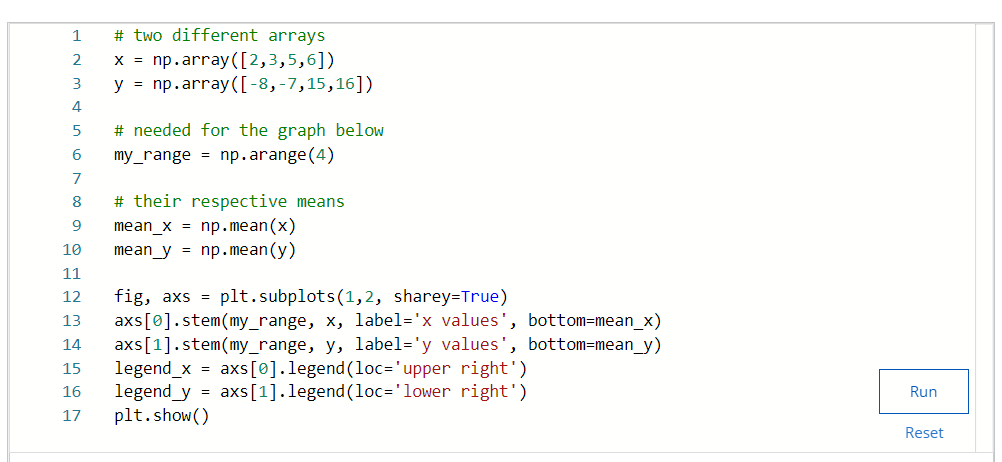 1 # two different arrays
2 x = np.array([2,3,5,6])
3 y = np.array([-8,-7,15,16])
4
5 # needed for the graph below
6 my_range = np.arange(4)
7
8 # their respective means
9 mean_x = np.mean(x)
10 mean_y = np.mean(y)
11
12 fig, axs = plt.subplots(1,2, sharey=True)
13 axs[0].stem(my_range, x, label='x values', bottom=mean_x)
14 axs[1].stem(my_range, y, label='y values', bottom=mean_y)
15 legend_x = axs[0].legend(loc='upper right')
16 legend_y = axs[1].legend(loc='lower right')
17 plt.show()
Run
Reset